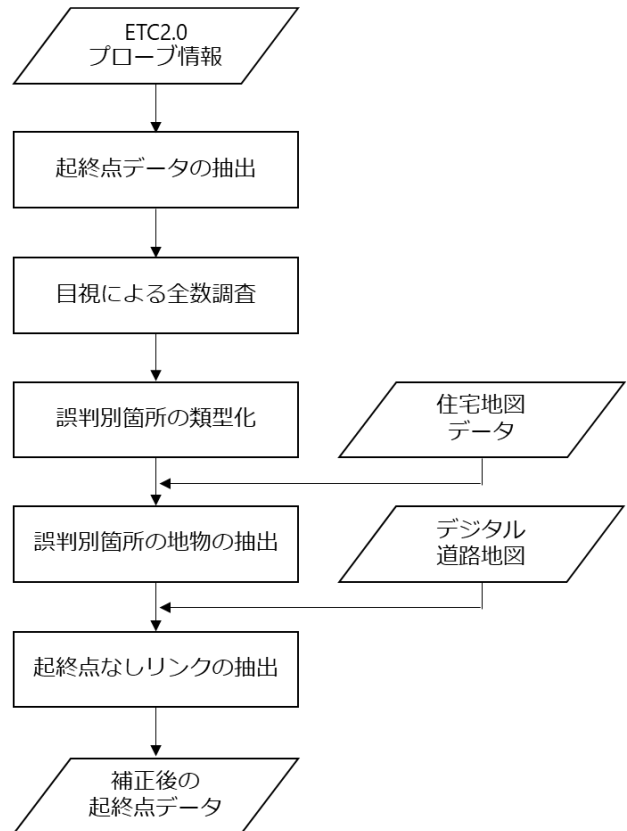 ETC2.0
プローブ情報
起終点データの抽出
目視による全数調査
誤判別箇所の類型化
住宅地図
データ
誤判別箇所の地物の抽出
デジタル
道路地図
起終点なしリンクの抽出
補正後の
起終点データ